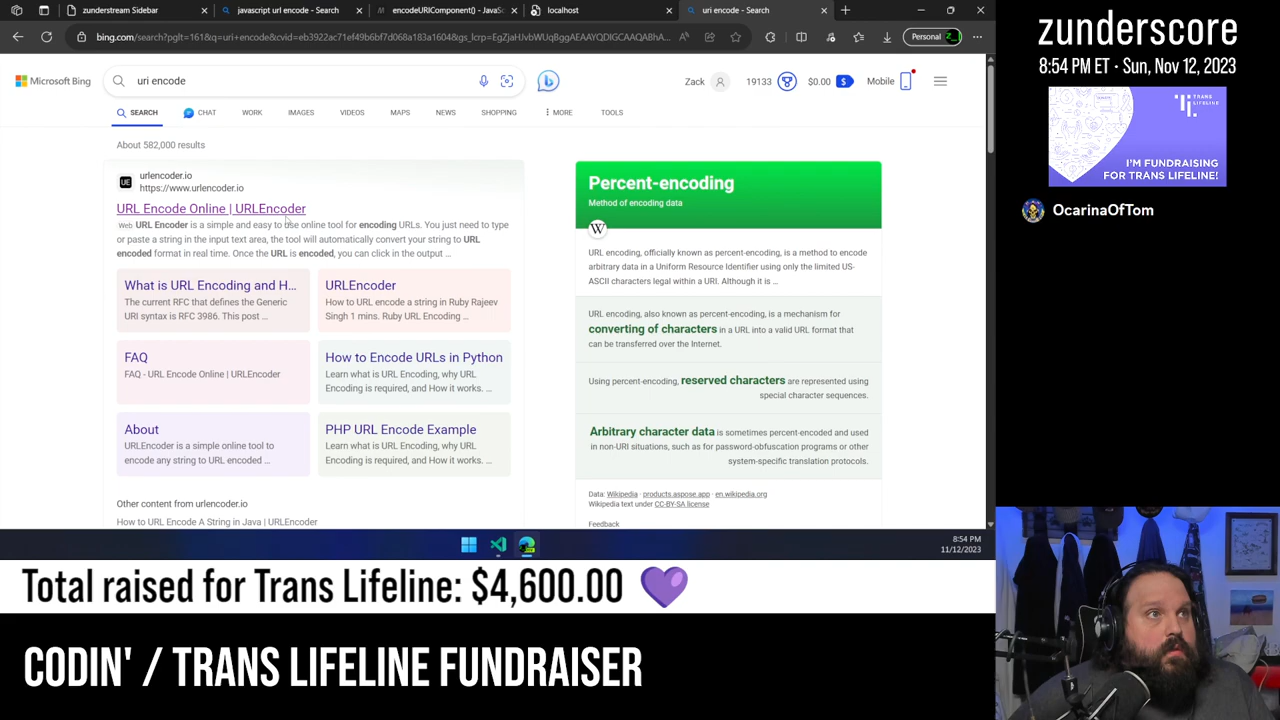 zunderstream Sidebar
javascript url encode - Search
encodeURIComponent() - JavaSc
localhost
uri encode - Search
bing.com/search?pglt=161&q=uri+encode&cvid=eb3922ac71ef49b6bf7d068a183a1604&gs_lcrp=EgZjaHJvbWUqBggAEAAYQDIGCAAQABhA...
Personal
Microsoft Bing
uri encode
Zack
19133
$0.00
Mobile
SEARCH
CHAT
WORK
IMAGES
VIDEOS
MAPS
NEWS
SHOPPING
MORE
TOOLS
About 582,000 results
UE
urlencoder.io
https://www.urlencoder.io
URL Encode Online | URLEncoder
Web URL Encoder is a simple and easy to use online tool for encoding URLs. You just need to type
or paste a string in the input text area, the tool will automatically convert your string to URL
encoded format in real time. Once the URL is encoded, you can click in the output ...
What is URL Encoding and H...
The current RFC that defines the Generic
URI syntax is RFC 3986. This post ...
URLEncoder
How to URL encode a string in Ruby Rajeev
Singh 1 mins. Ruby URL Encoding ...
FAQ
FAQ - URL Encode Online | URLEncoder
How to Encode URLs in Python
Learn what is URL Encoding, why URL
Encoding is required, and How it works. ...
About
URLEncoder is a simple online tool to
encode any string to URL encoded ...
PHP URL Encode Example
Learn what is URL Encoding, why URL
Encoding is required, and How it works. ...
Other content from urlencoder.io
How to URL Encode A String in Java | URLEncoder
Percent-encoding
Method of encoding data
W
URL encoding, officially known as percent-encoding, is a method to encode
arbitrary data in a Uniform Resource Identifier using only the limited US-
ASCII characters legal within a URI. Although it is ...
URL encoding, also known as percent-encoding, is a mechanism for
converting of characters in a URL into a valid URL format that
can be transferred over the Internet.
Using percent-encoding, reserved characters are represented using
special character sequences.
Arbitrary character data is sometimes percent-encoded and used
in non-URI situations, such as for password-obfuscation programs or other
system-specific translation protocols.
Data: Wikipedia · products.aspose.app · en.wikipedia.org
Wikipedia text under CC-BY-SA license
Feedback
8:54 PM
11/12/2023
zunderscore
8:54 PM ET · Sun, Nov 12, 2023
TRANS
LIFELINE
I'M FUNDRAISING
FOR TRANS LIFELINE!
OcarinaOfTom
Total raised for Trans Lifeline: $4,600.00
CODIN' / TRANS LIFELINE FUNDRAISER